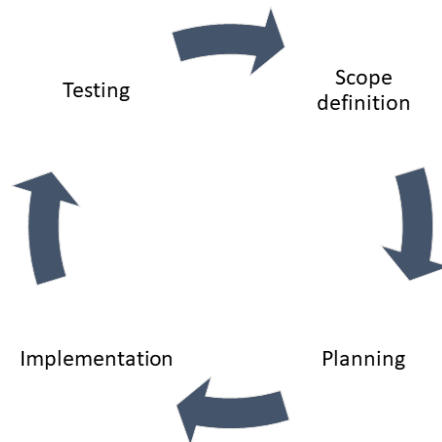 Testing
Scope
definition
Implementation
Planning